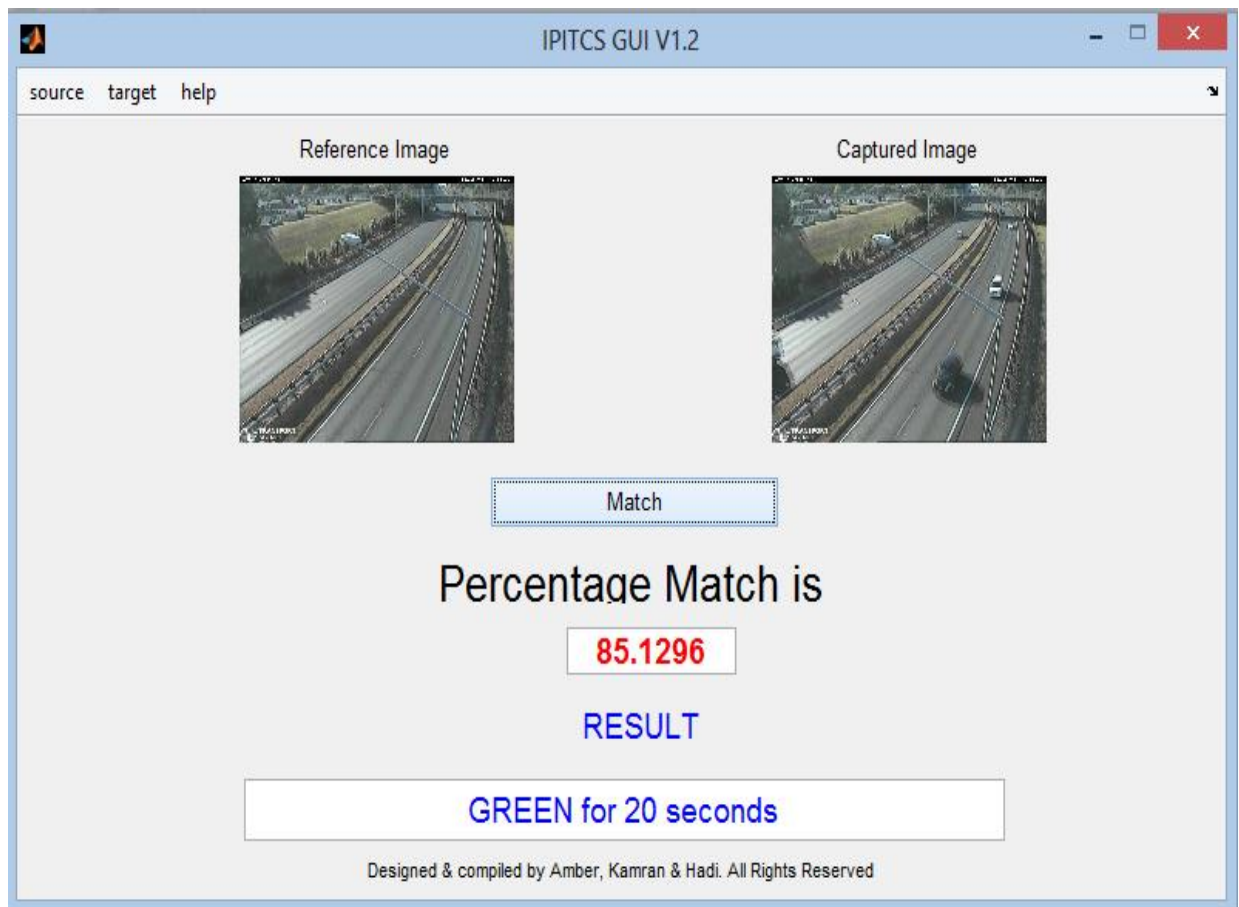 IPITCS GUI V1.2
source target help
Reference Image
Captured Image
Match
Percentage Match is
85.1296
RESULT
GREEN for 20 seconds
Designed & compiled by Amber, Kamran & Hadi. All Rights Reserved